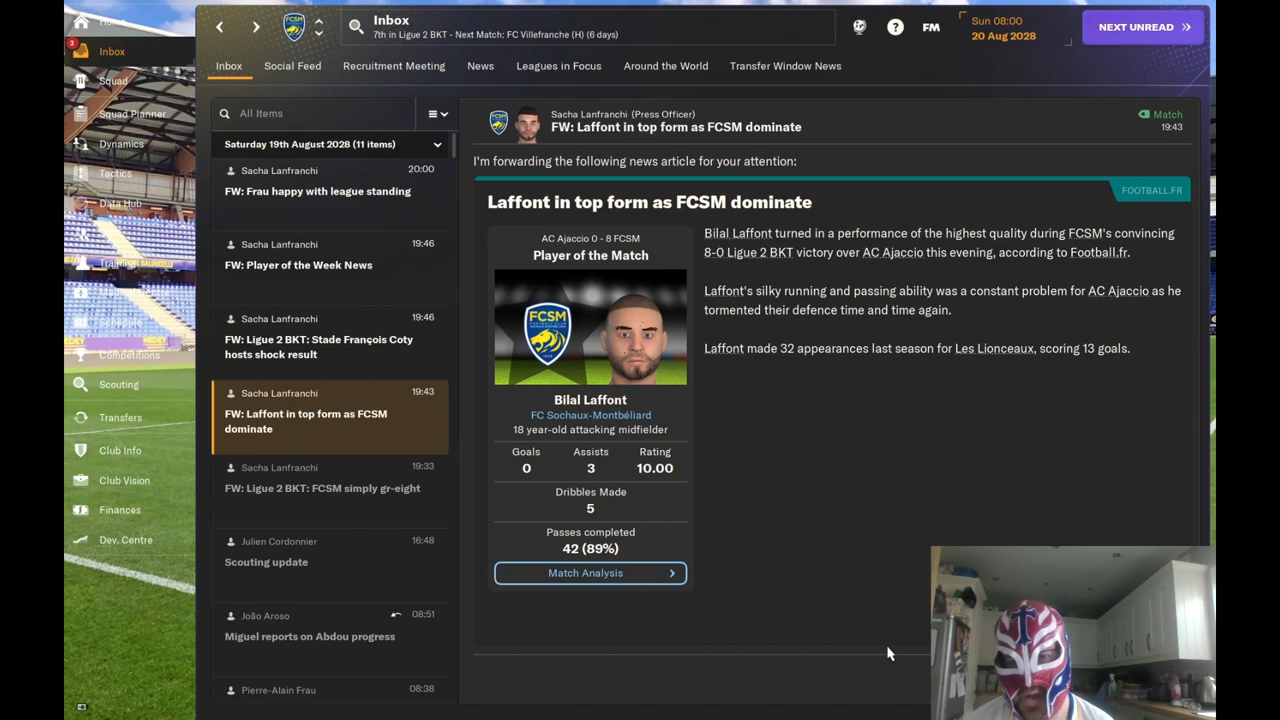 Home
Inbox
7th in Ligue 2 BKT - Next Match: FC Villefranche (H) (6 days)
FCSM
?
FM
Sun 08:00
20 Aug 2028
NEXT UNREAD
3
Inbox
Inbox
Social Feed
Recruitment Meeting
News
Leagues in Focus
Around the World
Transfer Window News
Squad
Squad Planner
Dynamics
Tactics
Data Hub
Competitions
Scouting
Transfers
Club Info
Club Vision
Finances
Dev. Centre
All Items
Saturday 19th August 2028 (11 items)
Sacha Lanfranchi 20:00
FW: Frau happy with league standing
Sacha Lanfranchi 19:46
FW: Player of the Week News
Sacha Lanfranchi 19:46
FW: Ligue 2 BKT: Stade François Coty
hosts shock result
Sacha Lanfranchi 19:43
FW: Laffont in top form as FCSM
dominate
Sacha Lanfranchi 19:33
FW: Ligue 2 BKT: FCSM simply gr-eight
Julien Cordonnier 16:48
Scouting update
João Aroso 08:51
Miguel reports on Abdou progress
Pierre-Alain Frau 08:38
Sacha Lanfranchi (Press Officer)
FW: Laffont in top form as FCSM dominate
Match
19:43
I'm forwarding the following news article for your attention:
FOOTBALL.FR
Laffont in top form as FCSM dominate
AC Ajaccio 0 - 8 FCSM
Player of the Match
FCSM
Bilal Laffont
FC Sochaux-Montbéliard
18 year-old attacking midfielder
Goals Assists Rating
0 3 10.00
Dribbles Made
5
Passes completed
42 (89%)
Match Analysis
Bilal Laffont turned in a performance of the highest quality during FCSM's convincing
8-0 Ligue 2 BKT victory over AC Ajaccio this evening, according to Football.fr.
Laffont's silky running and passing ability was a constant problem for AC Ajaccio as he
tormented their defence time and time again.
Laffont made 32 appearances last season for Les Lionceaux, scoring 13 goals.